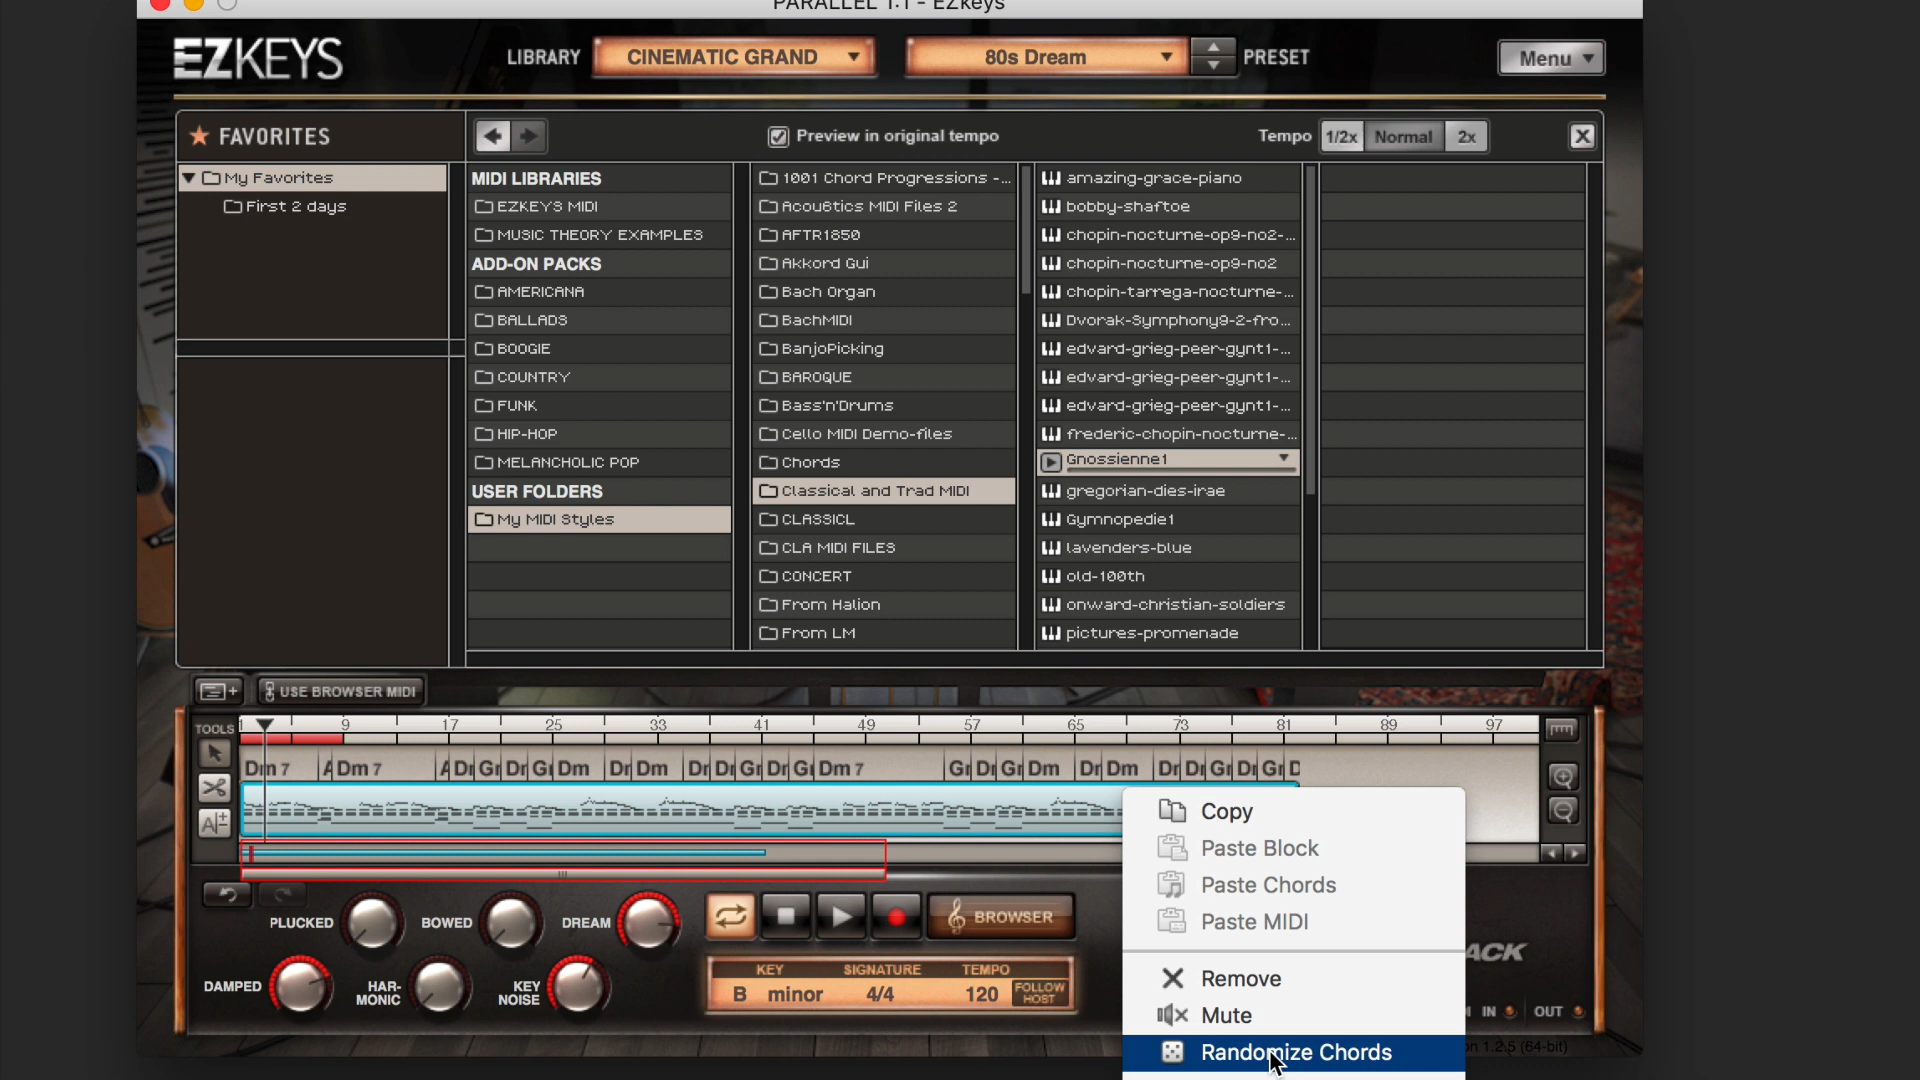 PARALLEL 1:1 - EZkeys
EZKEYS
LIBRARY
CINEMATIC GRAND
80s Dream
PRESET
Menu
FAVORITES
Preview in original tempo
Tempo
1/2x
Normal
2x
X
My Favorites
First 2 days
MIDI LIBRARIES
EZKEYS MIDI
MUSIC THEORY EXAMPLES
ADD-ON PACKS
AMERICANA
BALLADS
BOOGIE
COUNTRY
FUNK
HIP-HOP
MELANCHOLIC POP
USER FOLDERS
My MIDI Styles
1001 Chord Progressions -...
Acou6tics MIDI Files 2
AFTR1850
Akkord Gui
Bach Organ
BachMIDI
BanjoPicking
BAROQUE
Bass'n'Drums
Cello MIDI Demo-files
Chords
Classical and Trad MIDI
CLASSICL
CLA MIDI FILES
CONCERT
From Halion
From LM
amazing-grace-piano
bobby-shaftoe
chopin-nocturne-op9-no2-...
chopin-nocturne-op9-no2
chopin-tarrega-nocturne-...
Dvorak-Symphony9-2-fro...
edvard-grieg-peer-gynt1-...
edvard-grieg-peer-gynt1-...
edvard-grieg-peer-gynt1-...
frederic-chopin-nocturne-...
Gnossienne1
gregorian-dies-irae
Gymnopedie1
lavenders-blue
old-100th
onward-christian-soldiers
pictures-promenade
USE BROWSER MIDI
TOOLS
1 9 17 25 33 41 49 57 65 73 81 89 97
Dm 7 Dm 7 Dm Dm Dm 7 Dm Dm
Copy
Paste Block
Paste Chords
Paste MIDI
Remove
Mute
Randomize Chords
PLUCKED
BOWED
DREAM
BROWSER
DAMPED
HAR-
MONIC
KEY
NOISE
KEY
SIGNATURE
TEMPO
B minor
4/4
120
FOLLOW
HOST
ACK
IN
OUT
1.2.5 (64-bit)